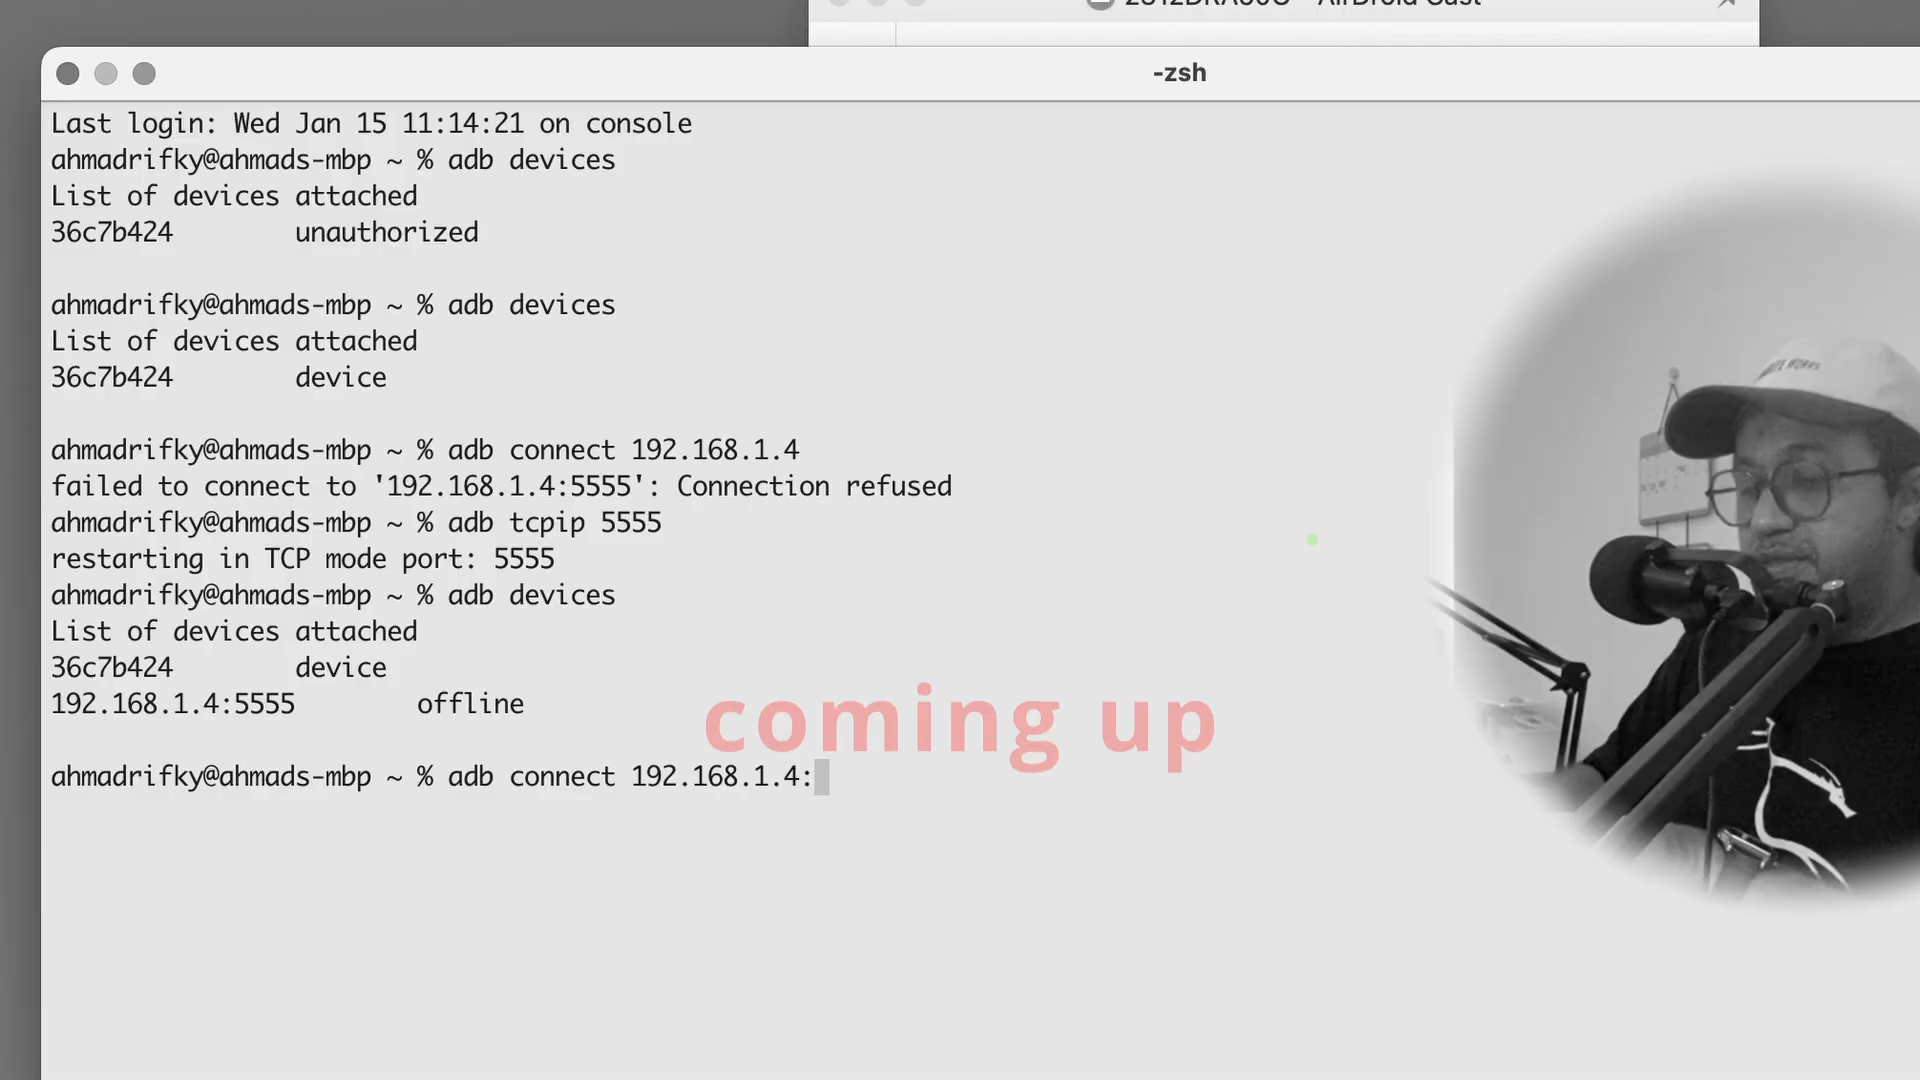 -zsh
Last login: Wed Jan 15 11:14:21 on console
ahmadrifky@ahmads-mbp ~ % adb devices
List of devices attached
36c7b424        unauthorized
ahmadrifky@ahmads-mbp ~ % adb devices
List of devices attached
36c7b424        device
ahmadrifky@ahmads-mbp ~ % adb connect 192.168.1.4
failed to connect to '192.168.1.4:5555': Connection refused
ahmadrifky@ahmads-mbp ~ % adb tcpip 5555
restarting in TCP mode port: 5555
ahmadrifky@ahmads-mbp ~ % adb devices
List of devices attached
36c7b424        device
192.168.1.4:5555        offline
coming up
ahmadrifky@ahmads-mbp ~ % adb connect 192.168.1.4: